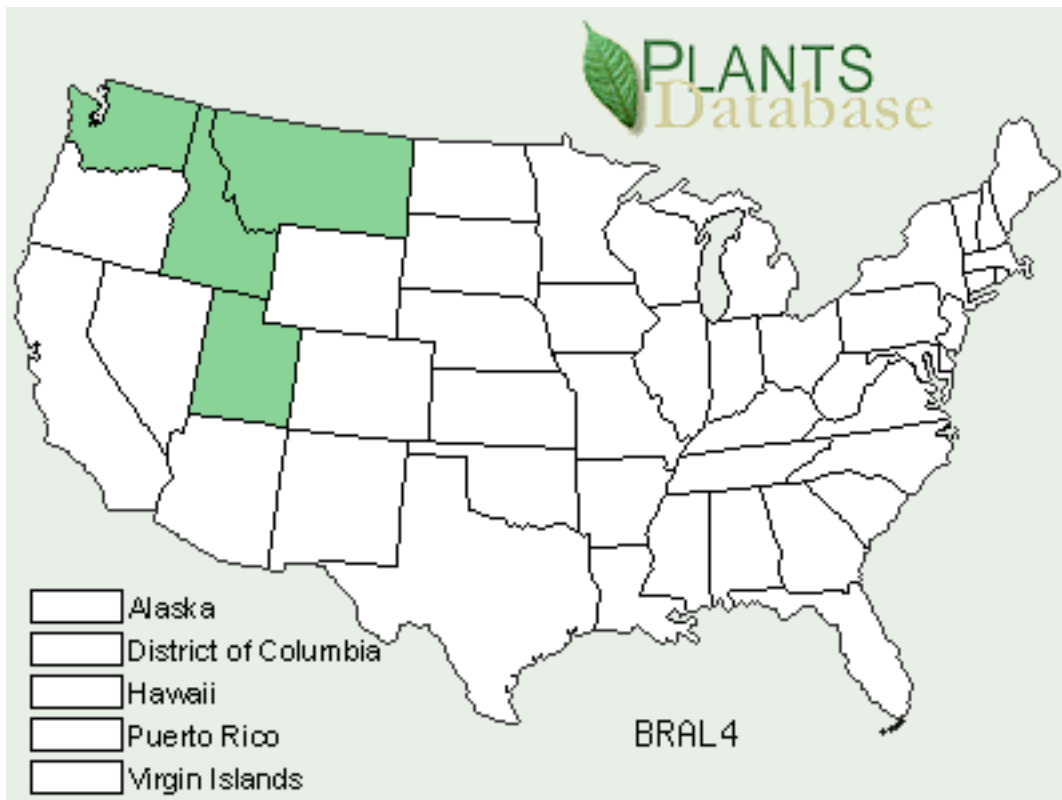 PLANTS
Database
Alaska
District of Columbia
Hawaii
Puerto Rico
Virgin Islands
BRAL4